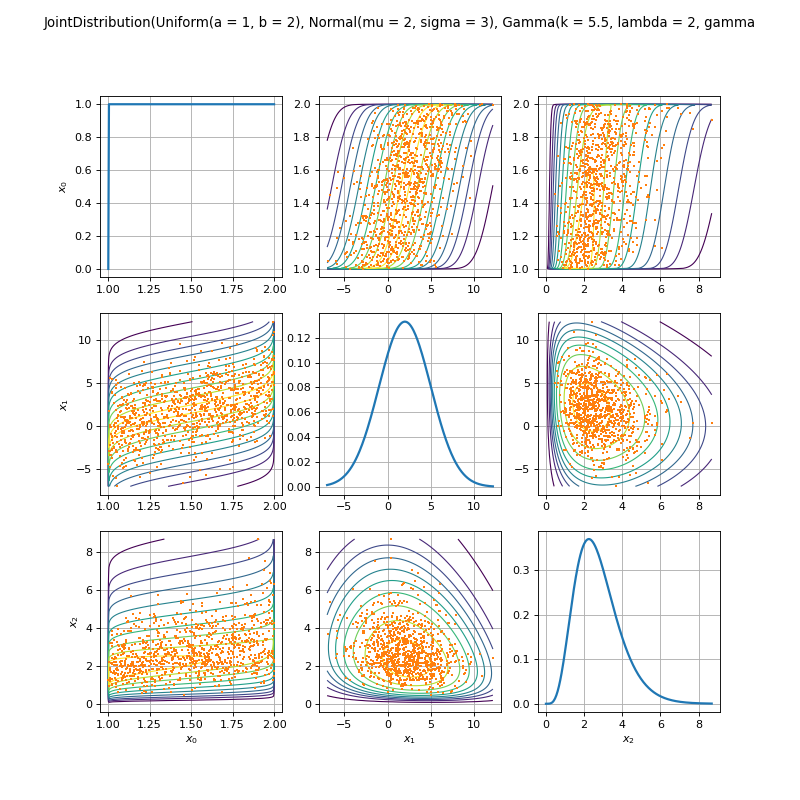 JointDistribution(Uniform(a = 1, b = 2), Normal(mu = 2, sigma = 3), Gamma(k = 5.5, lambda = 2, gamma
1.0
0.8
0.6
0.4
0.2
0.0
x₀
1.00 1.25 1.50 1.75 2.00
2.0
1.8
1.6
1.4
1.2
1.0
−5 0 5 10
2.0
1.8
1.6
1.4
1.2
1.0
0 2 4 6 8
10
5
0
−5
x₁
1.00 1.25 1.50 1.75 2.00
0.12
0.10
0.08
0.06
0.04
0.02
0.00
−5 0 5 10
10
5
0
−5
0 2 4 6 8
8
6
4
2
0
x₂
1.00 1.25 1.50 1.75 2.00
x₀
8
6
4
2
0
−5 0 5 10
x₁
0.3
0.2
0.1
0.0
0 2 4 6 8
x₂